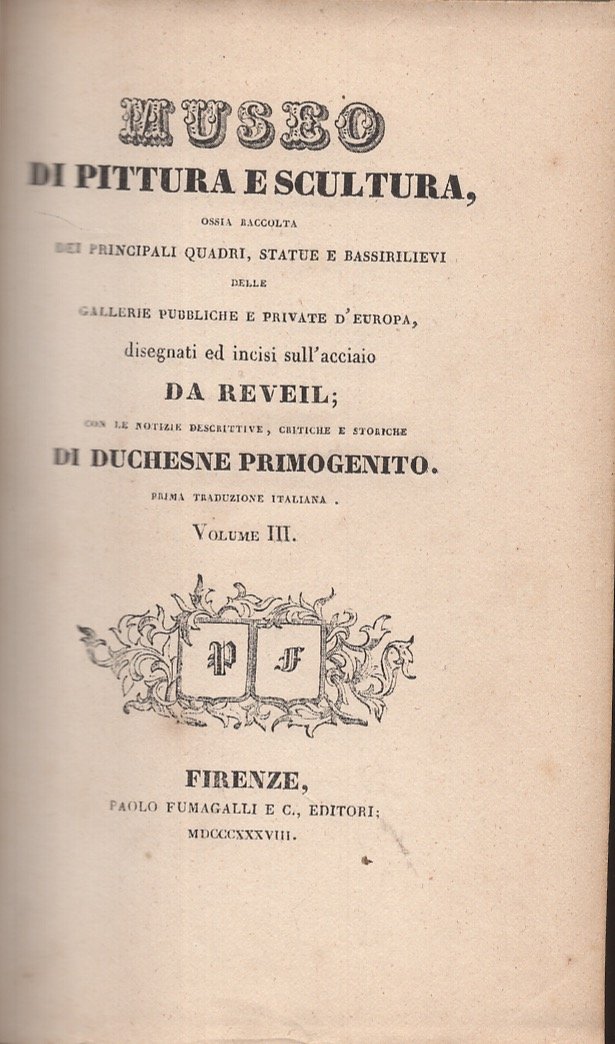 MUSEO
DI PITTURA E SCULTURA,
OSSIA RACCOLTA
DEI PRINCIPALI QUADRI, STATUE E BASSIRILIEVI
DELLE
GALLERIE PUBBLICHE E PRIVATE D'EUROPA,
disegnati ed incisi sull'acciaio
DA REVEIL;
CON LE NOTIZIE DESCRITTIVE, CRITICHE E STORICHE
DI DUCHESNE PRIMOGENITO.
PRIMA TRADUZIONE ITALIANA.
VOLUME III.
P F
FIRENZE,
PAOLO FUMAGALLI E C., EDITORI;
MDCCCXXXVIII.